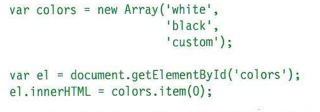 var colors = new Array('white',
'black',
'custom');
var el = document.getElementById('colors');
el.innerHTML = colors.item(0);